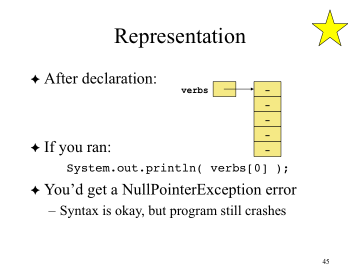 Representation
✦ After declaration:
verbs
-
-
-
-
-
✦ If you ran:
System.out.println( verbs[0] );
✦ You'd get a NullPointerException error
– Syntax is okay, but program still crashes
45